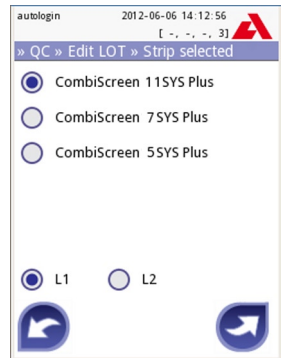 autologin 2012-06-06 14:12:56
[ -, -, -, 3]
» QC » Edit LOT » Strip selected
CombiScreen 11SYS Plus
CombiScreen 7SYS Plus
CombiScreen 5SYS Plus
L1 L2